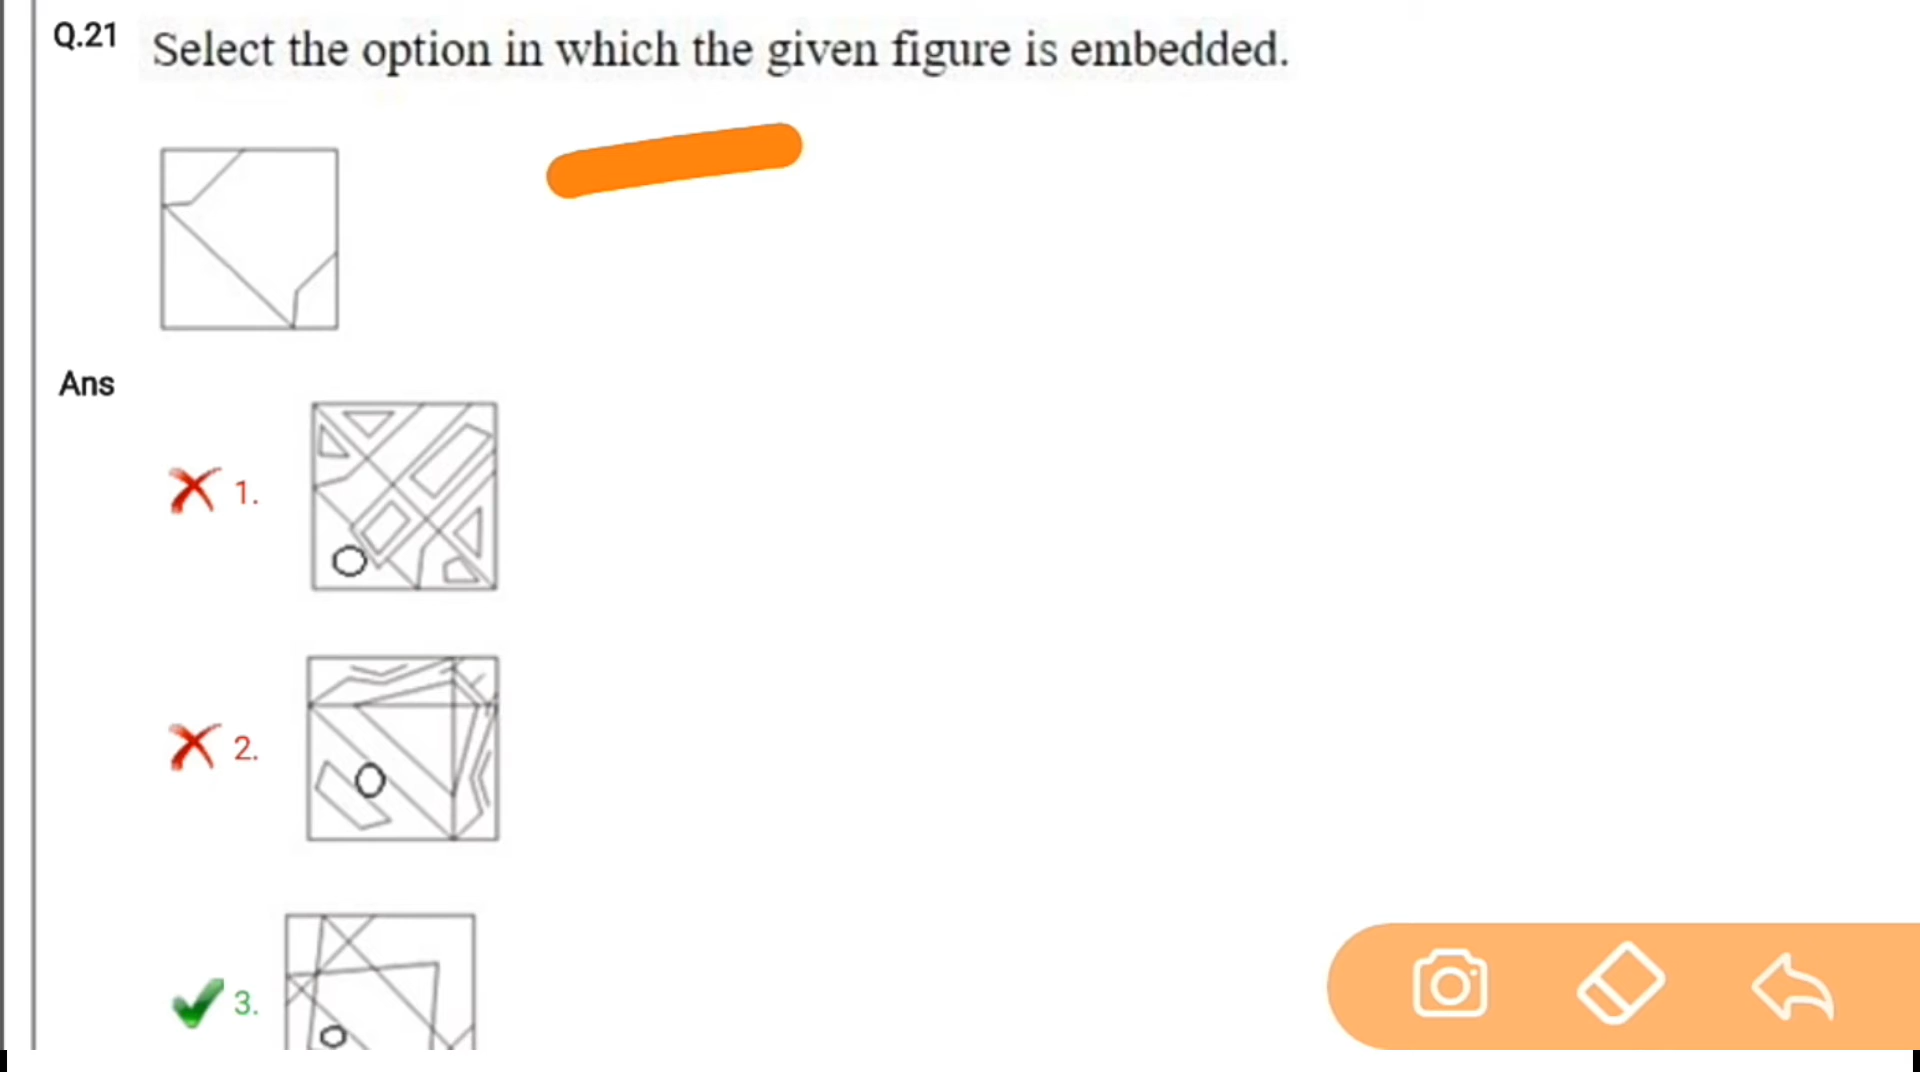 Q.21 Select the option in which the given figure is embedded.
Ans
1.
2.
3.